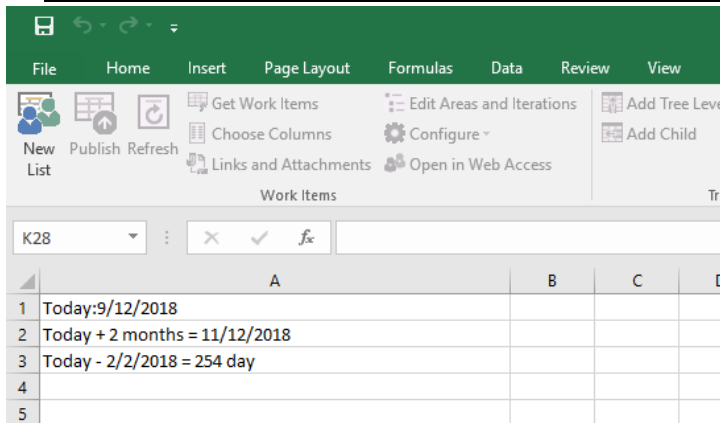 File Home Insert Page Layout Formulas Data Review View
New List
Publish
Refresh
Get Work Items
Choose Columns
Links and Attachments
Edit Areas and Iterations
Configure
Open in Web Access
Add Tree Leve
Add Child
Work Items
Tr
K28
fx
A B C
1 Today:9/12/2018
2 Today + 2 months = 11/12/2018
3 Today - 2/2/2018 = 254 day
4
5